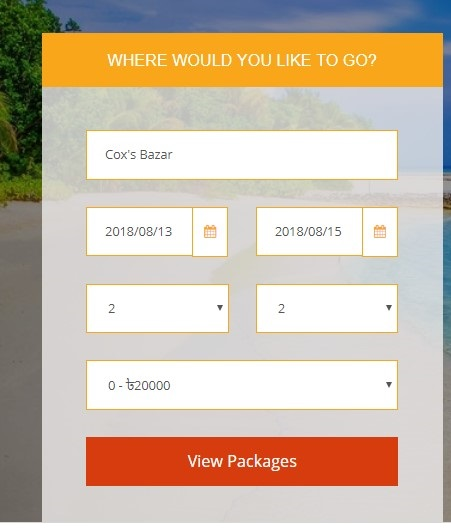 WHERE WOULD YOU LIKE TO GO?
Cox's Bazar
2018/08/13 2018/08/15
2 2
0 - ৳20000
View Packages